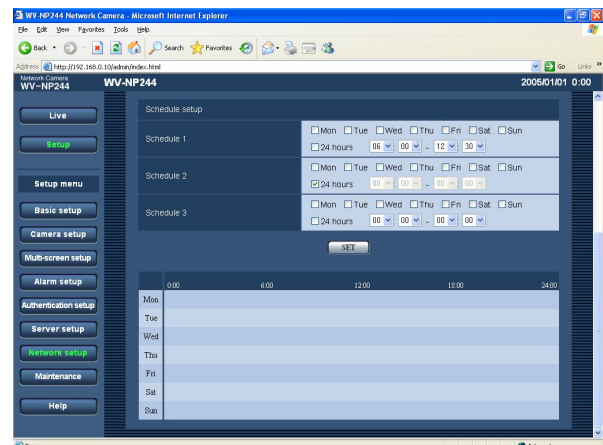 WV-NP244 Network Camera - Microsoft Internet Explorer
File Edit View Favorites Tools Help
Back Search Favorites
Address http://192.168.0.10/admin/index.html Go Links »
Network Camera
WV-NP244 WV-NP244 2005/01/01 0:00
Live
Setup
Setup menu
Basic setup
Camera setup
Multi-screen setup
Alarm setup
Authentication setup
Server setup
Network setup
Maintenance
Help
Schedule setup
Schedule 1
Mon Tue Wed Thu Fri Sat Sun
24 hours 06 : 00 - 12 : 30
Schedule 2
Mon Tue Wed Thu Fri Sat Sun
24 hours 00 : 00 - 00 : 00
Schedule 3
Mon Tue Wed Thu Fri Sat Sun
24 hours 00 : 00 - 00 : 00
SET
0:00 6:00 12:00 18:00 24:00
Mon
Tue
Wed
Thu
Fri
Sat
Sun